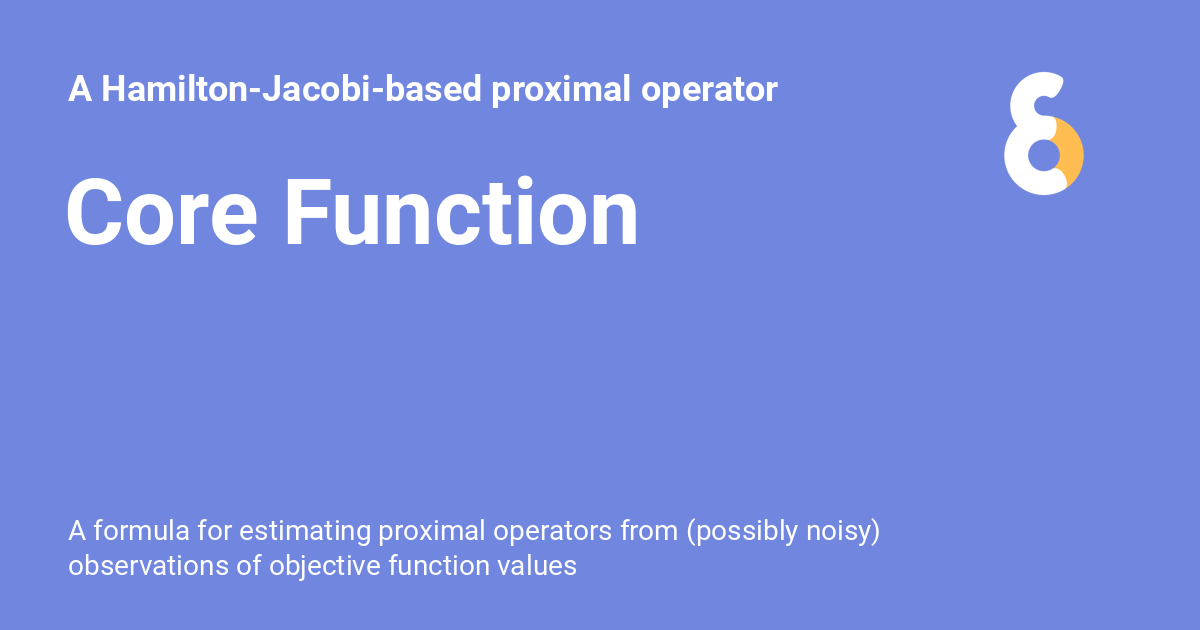 A Hamilton-Jacobi-based proximal operator
Core Function
A formula for estimating proximal operators from (possibly noisy)
observations of objective function values